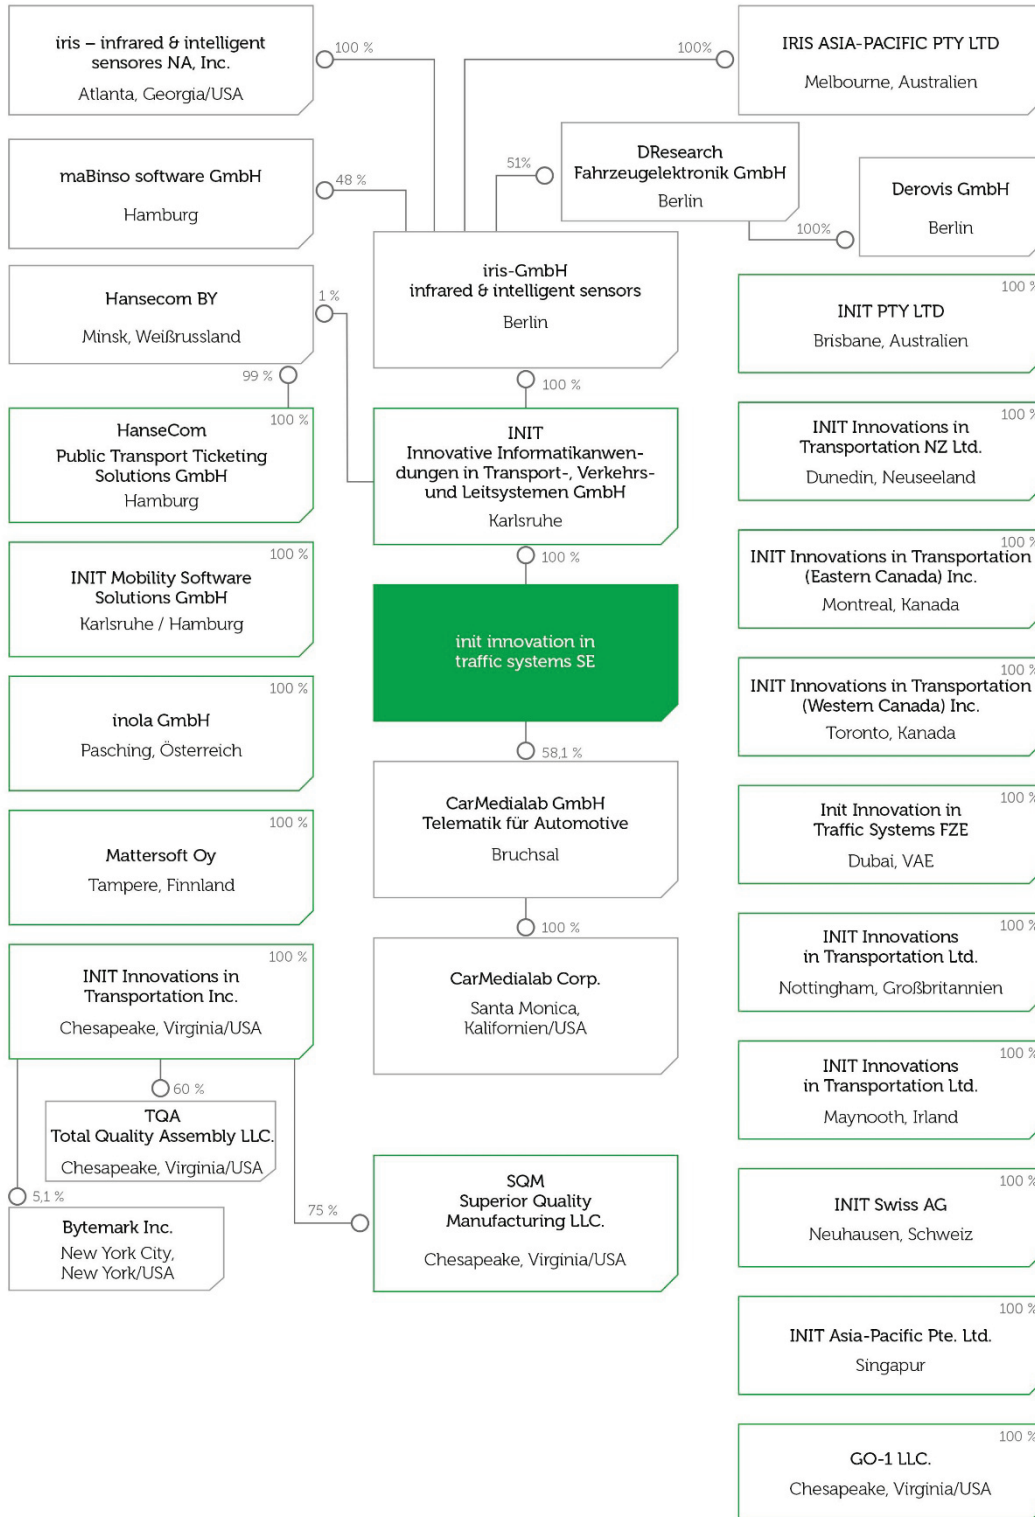 iris – infrared & intelligent
sensores NA, Inc.
Atlanta, Georgia/USA
100 %
100%
IRIS ASIA-PACIFIC PTY LTD
Melbourne, Australien
maBinso software GmbH
Hamburg
48 %
51%
DResearch
Fahrzeugelektronik GmbH
Berlin
100%
Derovis GmbH
Berlin
iris-GmbH
infrared & intelligent sensors
Berlin
Hansecom BY
Minsk, Weißrussland
1 %
99 %
100 %
100 %
INIT PTY LTD
Brisbane, Australien
100 %
HanseCom
Public Transport Ticketing
Solutions GmbH
Hamburg
INIT
Innovative Informatikanwen-
dungen in Transport-, Verkehrs-
und Leitsystemen GmbH
Karlsruhe
100 %
100 %
INIT Innovations in
Transportation NZ Ltd.
Dunedin, Neuseeland
100 %
INIT Mobility Software
Solutions GmbH
Karlsruhe / Hamburg
init innovation in
traffic systems SE
100 %
INIT Innovations in Transportation
(Eastern Canada) Inc.
Montreal, Kanada
100 %
inola GmbH
Pasching, Österreich
58,1 %
100 %
INIT Innovations in Transportation
(Western Canada) Inc.
Toronto, Kanada
100 %
Mattersoft Oy
Tampere, Finnland
CarMedialab GmbH
Telematik für Automotive
Bruchsal
100 %
100 %
Init Innovation in
Traffic Systems FZE
Dubai, VAE
100 %
INIT Innovations in
Transportation Inc.
Chesapeake, Virginia/USA
CarMedialab Corp.
Santa Monica,
Kalifornien/USA
100 %
INIT Innovations
in Transportation Ltd.
Nottingham, Großbritannien
60 %
TQA
Total Quality Assembly LLC.
Chesapeake, Virginia/USA
100 %
INIT Innovations
in Transportation Ltd.
Maynooth, Irland
5,1 %
Bytemark Inc.
New York City,
New York/USA
75 %
SQM
Superior Quality
Manufacturing LLC.
Chesapeake, Virginia/USA
100 %
INIT Swiss AG
Neuhausen, Schweiz
100 %
INIT Asia-Pacific Pte. Ltd.
Singapur
100 %
GO-1 LLC.
Chesapeake, Virginia/USA